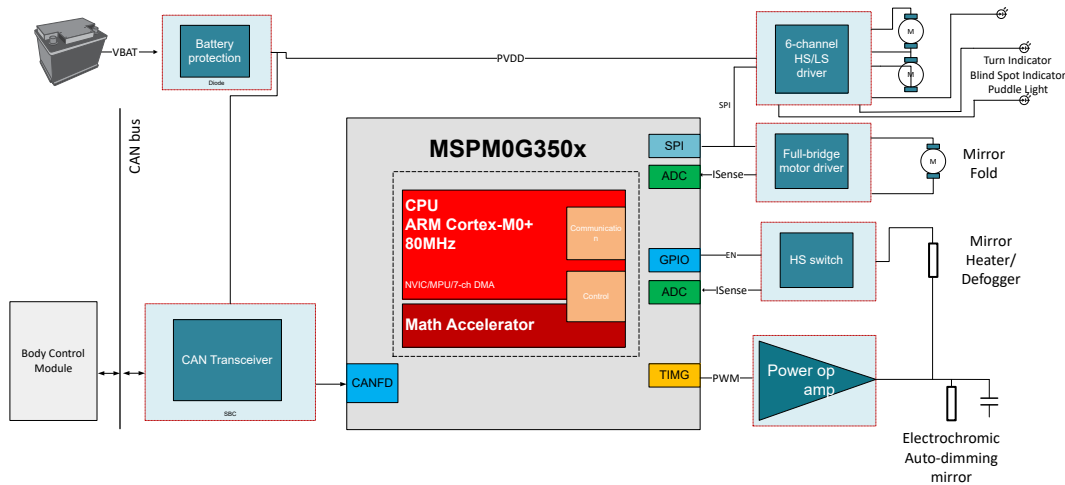 VBAT
Battery
protection
Diode
PVDD
6-channel
HS/LS
driver
M
M
Turn Indicator
Blind Spot Indicator
Puddle Light
SPI
CAN bus
MSPM0G350x
SPI
ADC
ISense
Full-bridge
motor driver
M
Mirror
Fold
CPU
ARM Cortex-M0+
80MHz
NVIC/MPU/7-ch DMA
Communicatio
n
Control
Math Accelerator
GPIO
EN
ADC
ISense
HS switch
Mirror
Heater/
Defogger
Body Control
Module
CAN Transceiver
SBC
CANFD
TIMG
PWM
Power op
amp
Electrochromic
Auto-dimming
mirror